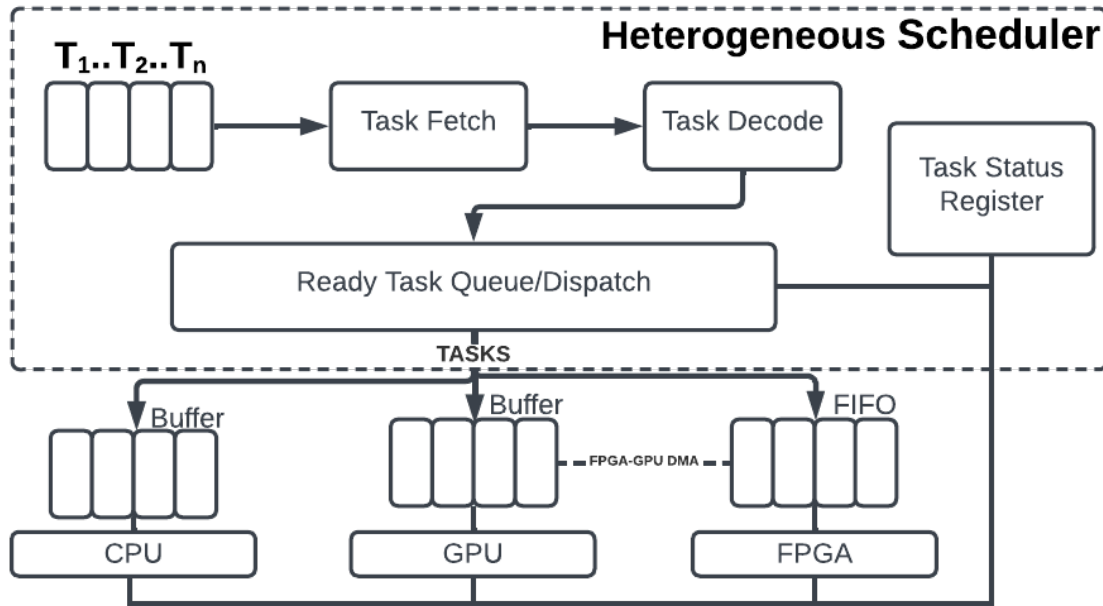 Heterogeneous Scheduler
T₁..T₂..Tₙ
Task Fetch
Task Decode
Task Status
Register
Ready Task Queue/Dispatch
TASKS
Buffer
Buffer
FIFO
FPGA-GPU DMA
CPU
GPU
FPGA